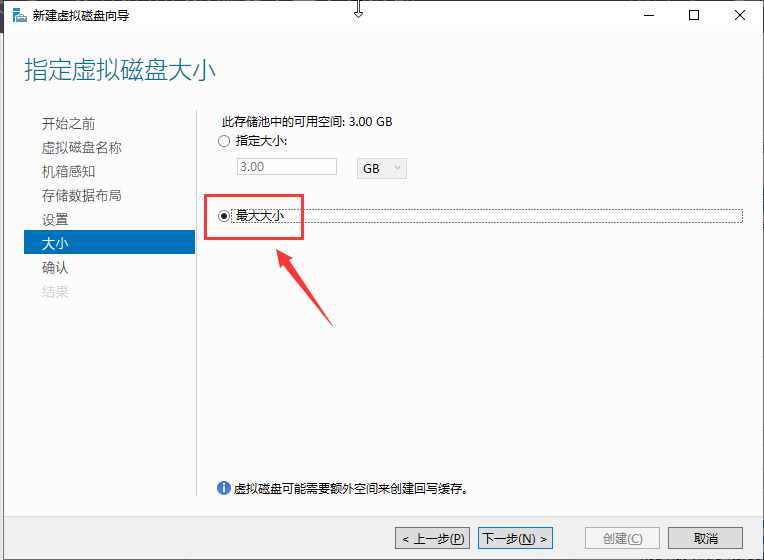 新建虚拟磁盘向导
指定虚拟磁盘大小
开始之前
虚拟磁盘名称
机箱感知
存储数据布局
设置
大小
确认
结果
此存储池中的可用空间: 3.00 GB
指定大小:
3.00 GB
最大大小
虚拟磁盘可能需要额外空间来创建回写缓存。
< 上一步(P) 下一步(N) > 创建(C) 取消